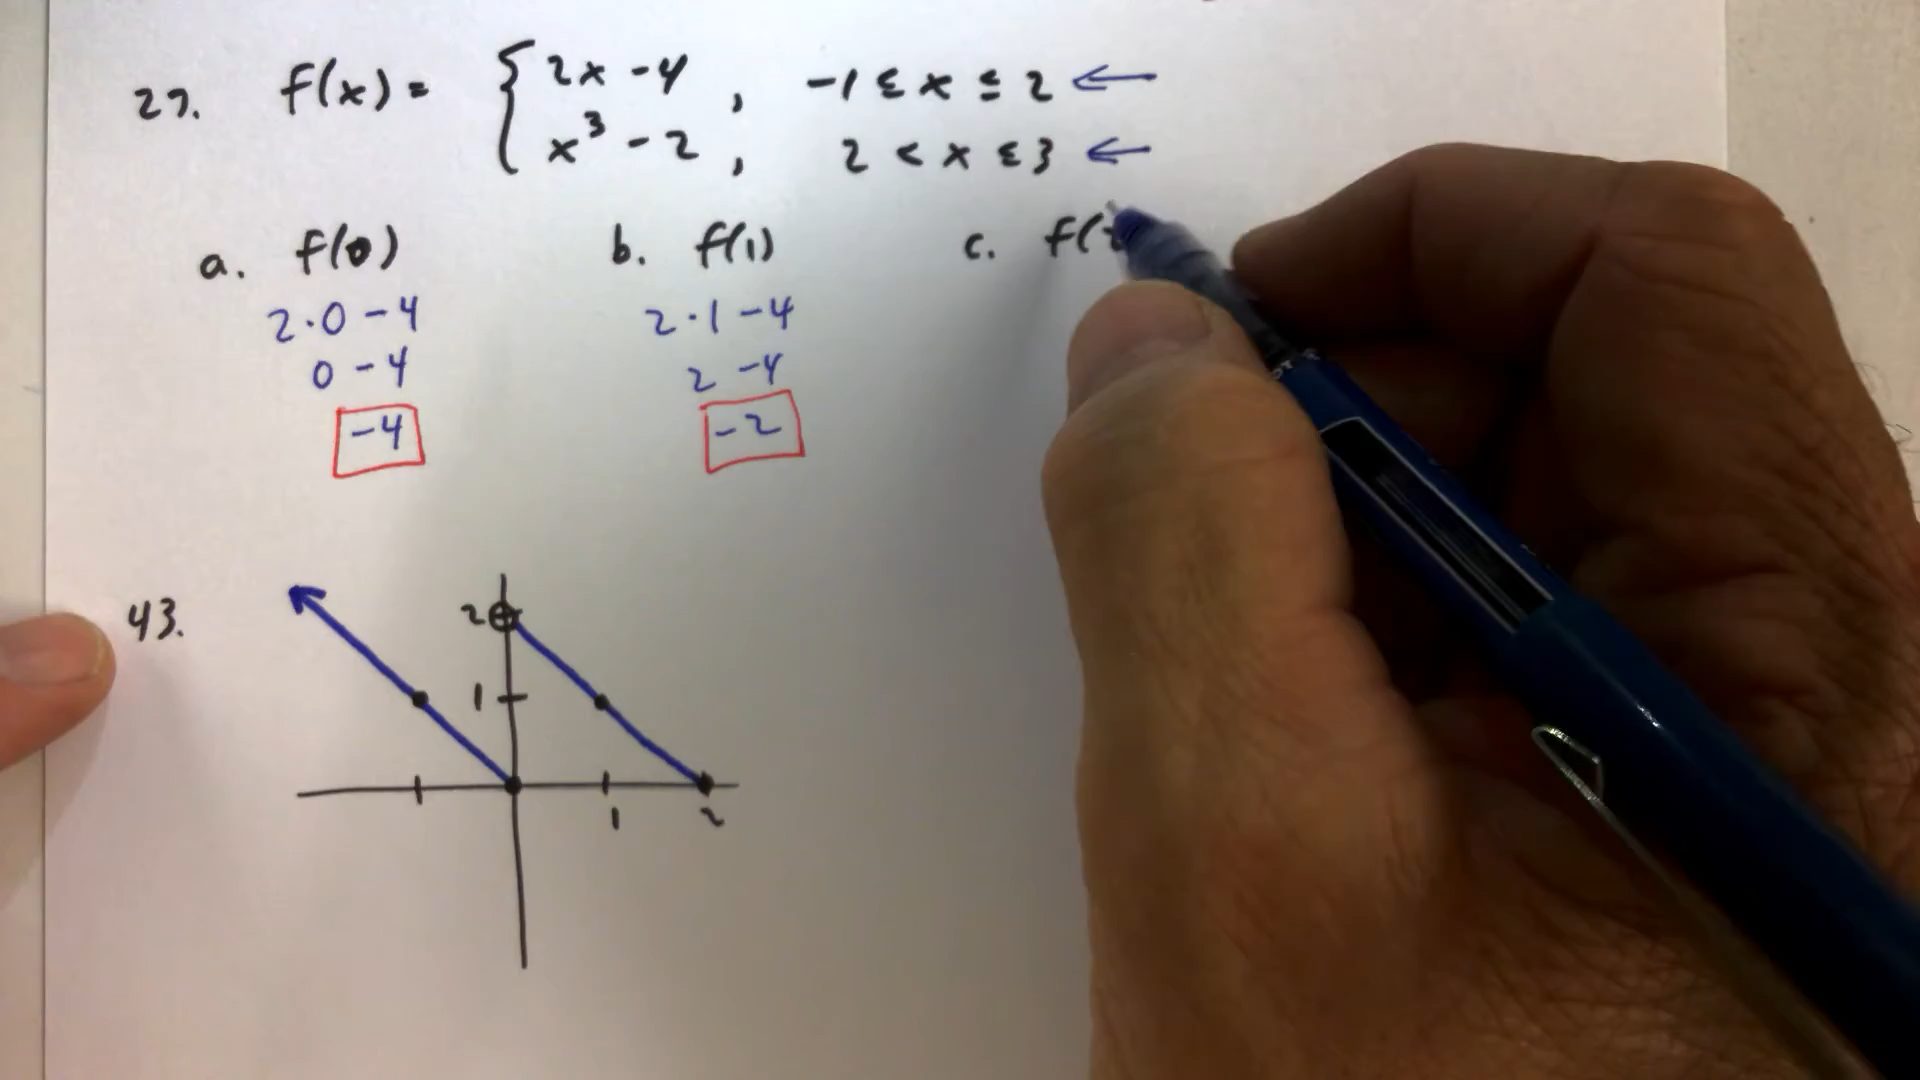 27. f(x) = { 2x - 4 , -1 ≤ x ≤ 2 ←
x³ - 2 , 2 < x ≤ 3 ←
a. f(0) b. f(1) c. f(
2·0 - 4 2·1 - 4
0 - 4 2 - 4
-4 -2
43.
2
1
1 2